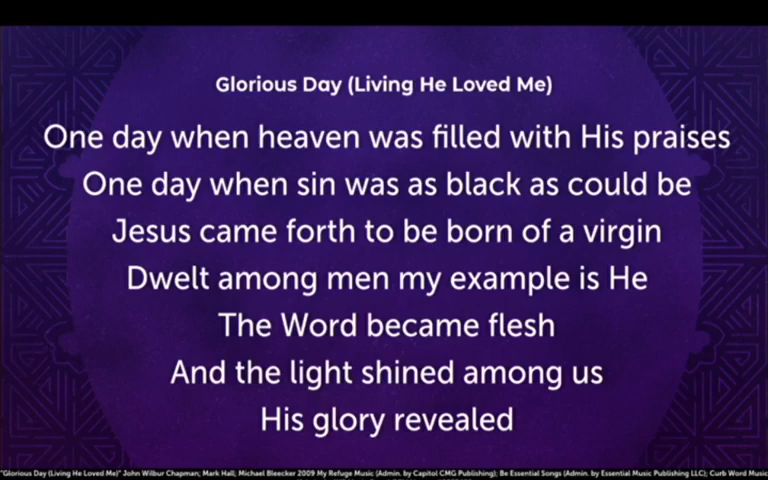 Glorious Day (Living He Loved Me)
One day when heaven was filled with His praises
One day when sin was as black as could be
Jesus came forth to be born of a virgin
Dwelt among men my example is He
The Word became flesh
And the light shined among us
His glory revealed
"Glorious Day (Living He Loved Me)" John Wilbur Chapman; Mark Hall; Michael Bleecker 2009 My Refuge Music (Admin. by Capitol CMG Publishing); Be Essential Songs (Admin. by Essential Music Publishing LLC); Curb Word Music